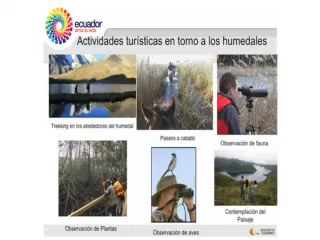 ecuador
ama la vida
Actividades turísticas en torno a los humedales
Trekking en los alrededores del humedal
Paseos a caballo
Observación de fauna
Observación de Plantas
Observación de aves
Contemplación del
Paisaje